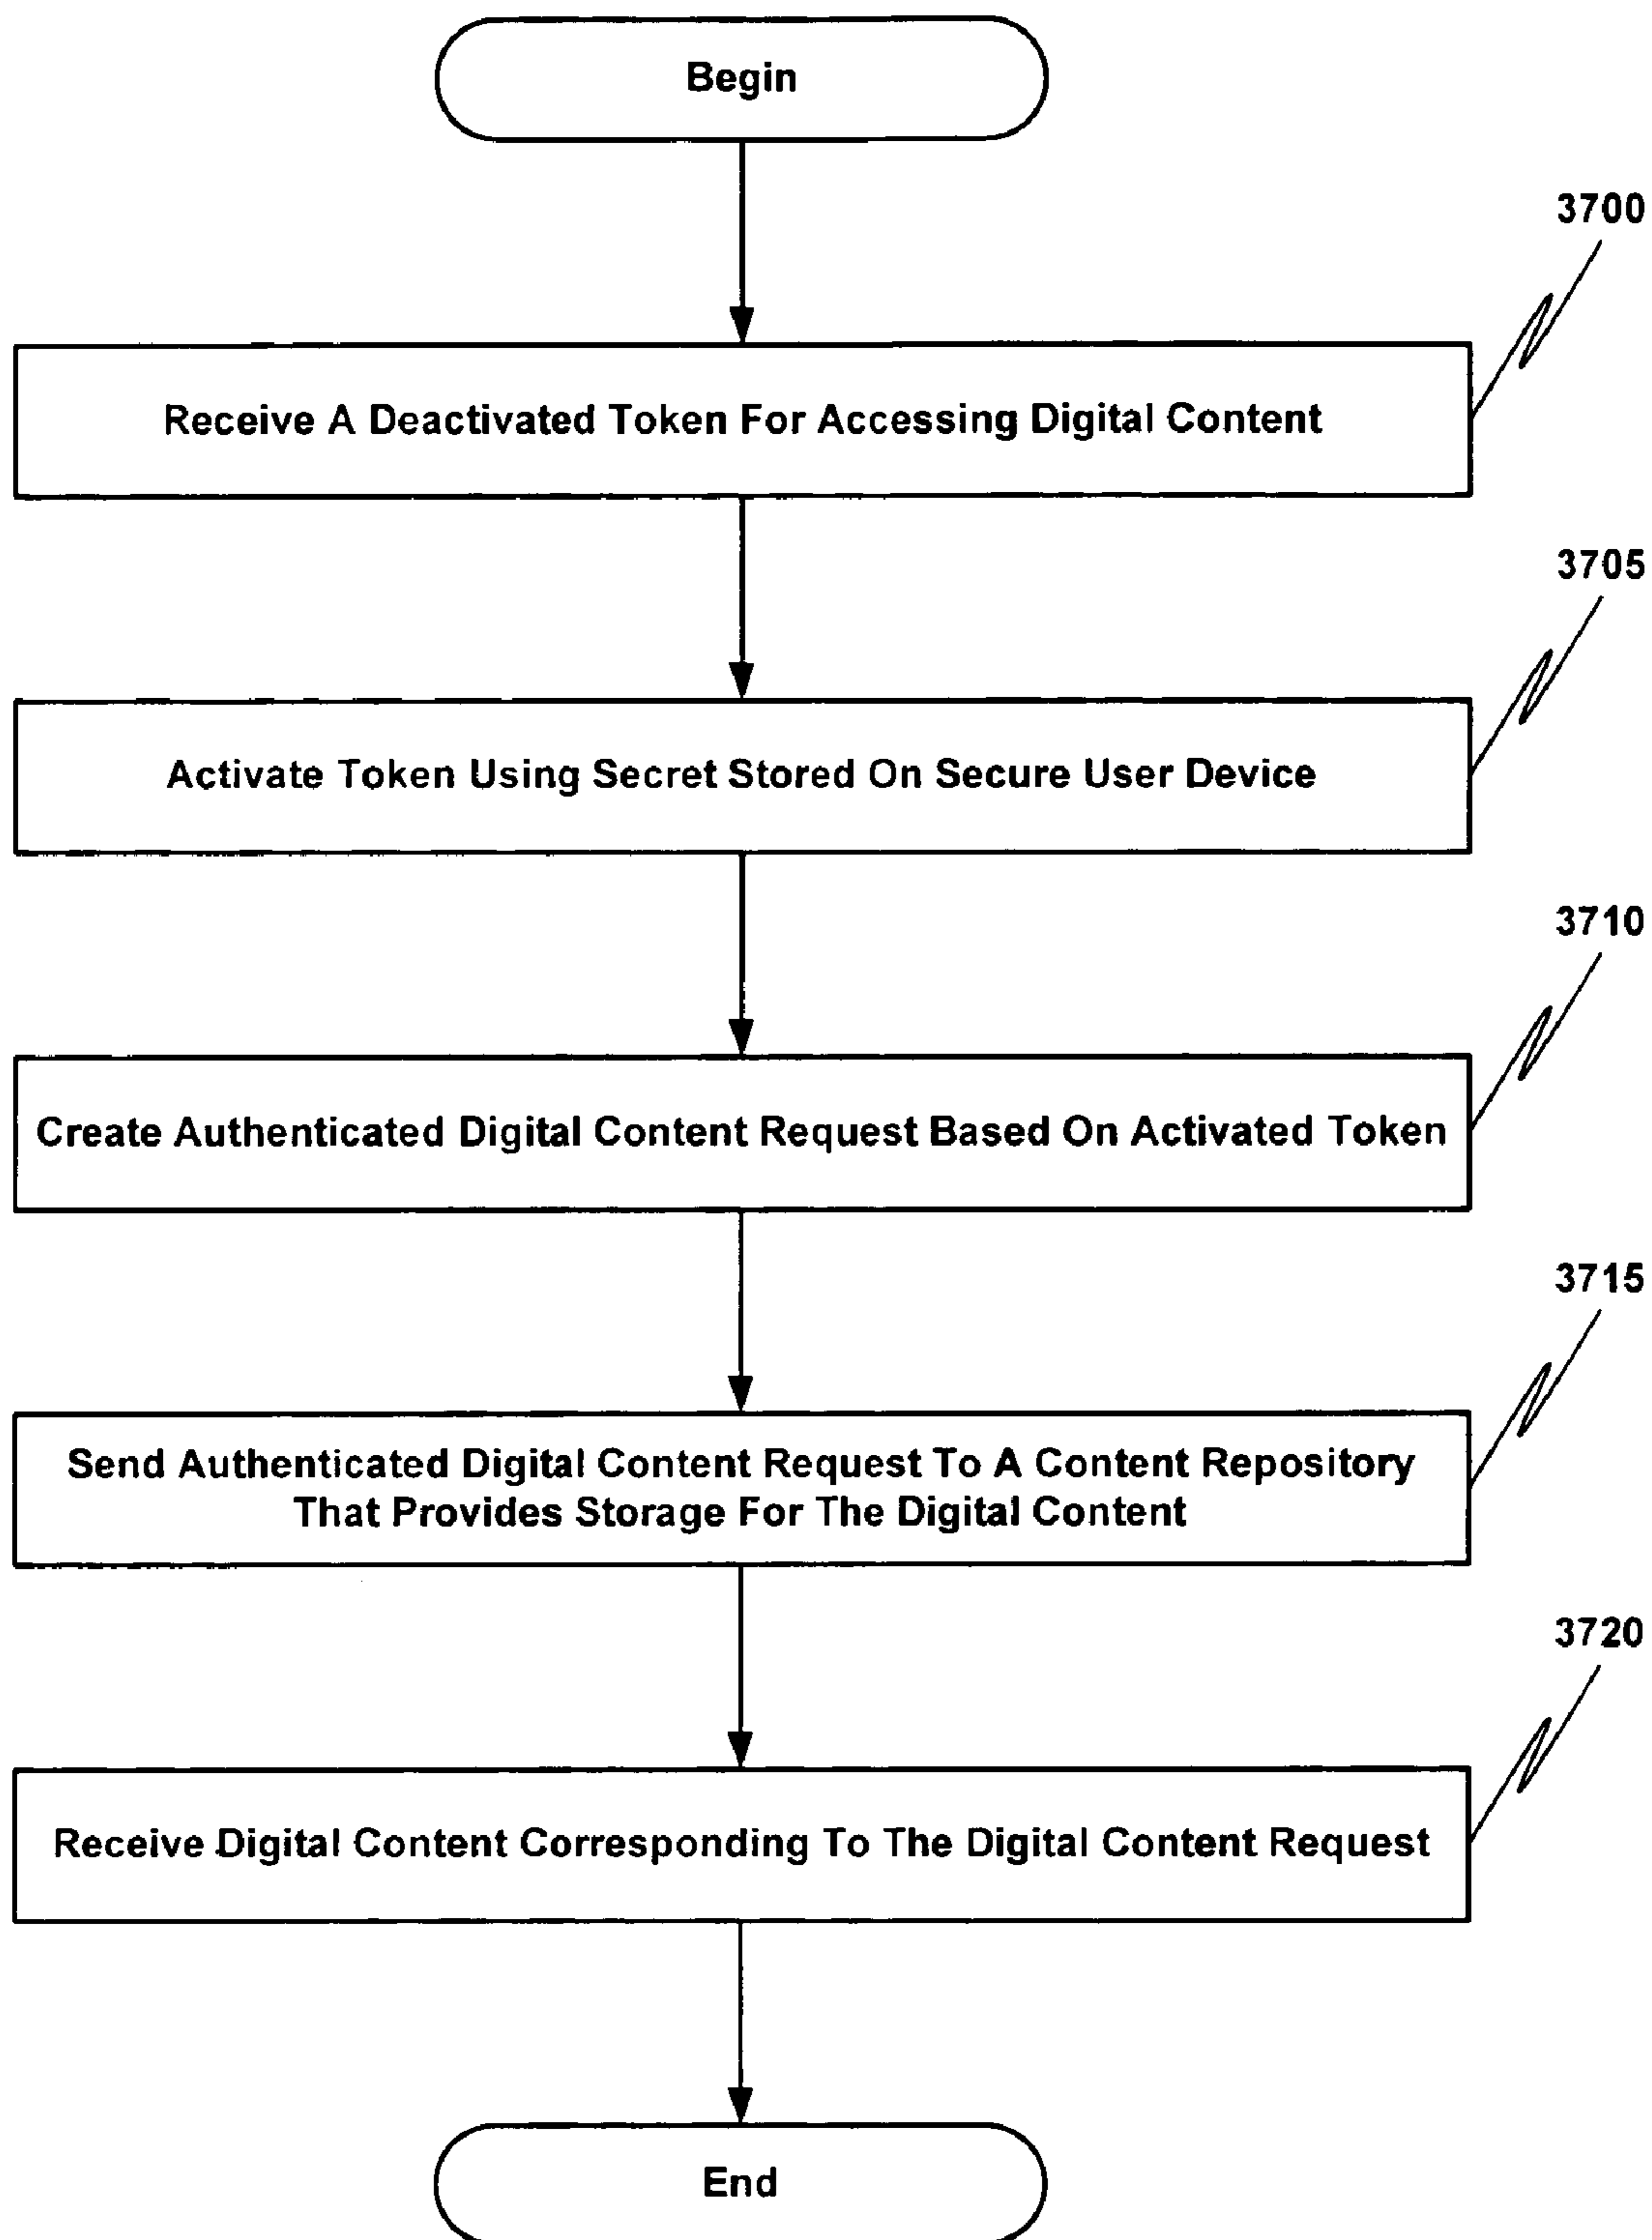 Begin
3700
Receive A Deactivated Token For Accessing Digital Content
3705
Activate Token Using Secret Stored On Secure User Device
3710
Create Authenticated Digital Content Request Based On Activated Token
3715
Send Authenticated Digital Content Request To A Content Repository
That Provides Storage For The Digital Content
3720
Receive Digital Content Corresponding To The Digital Content Request
End